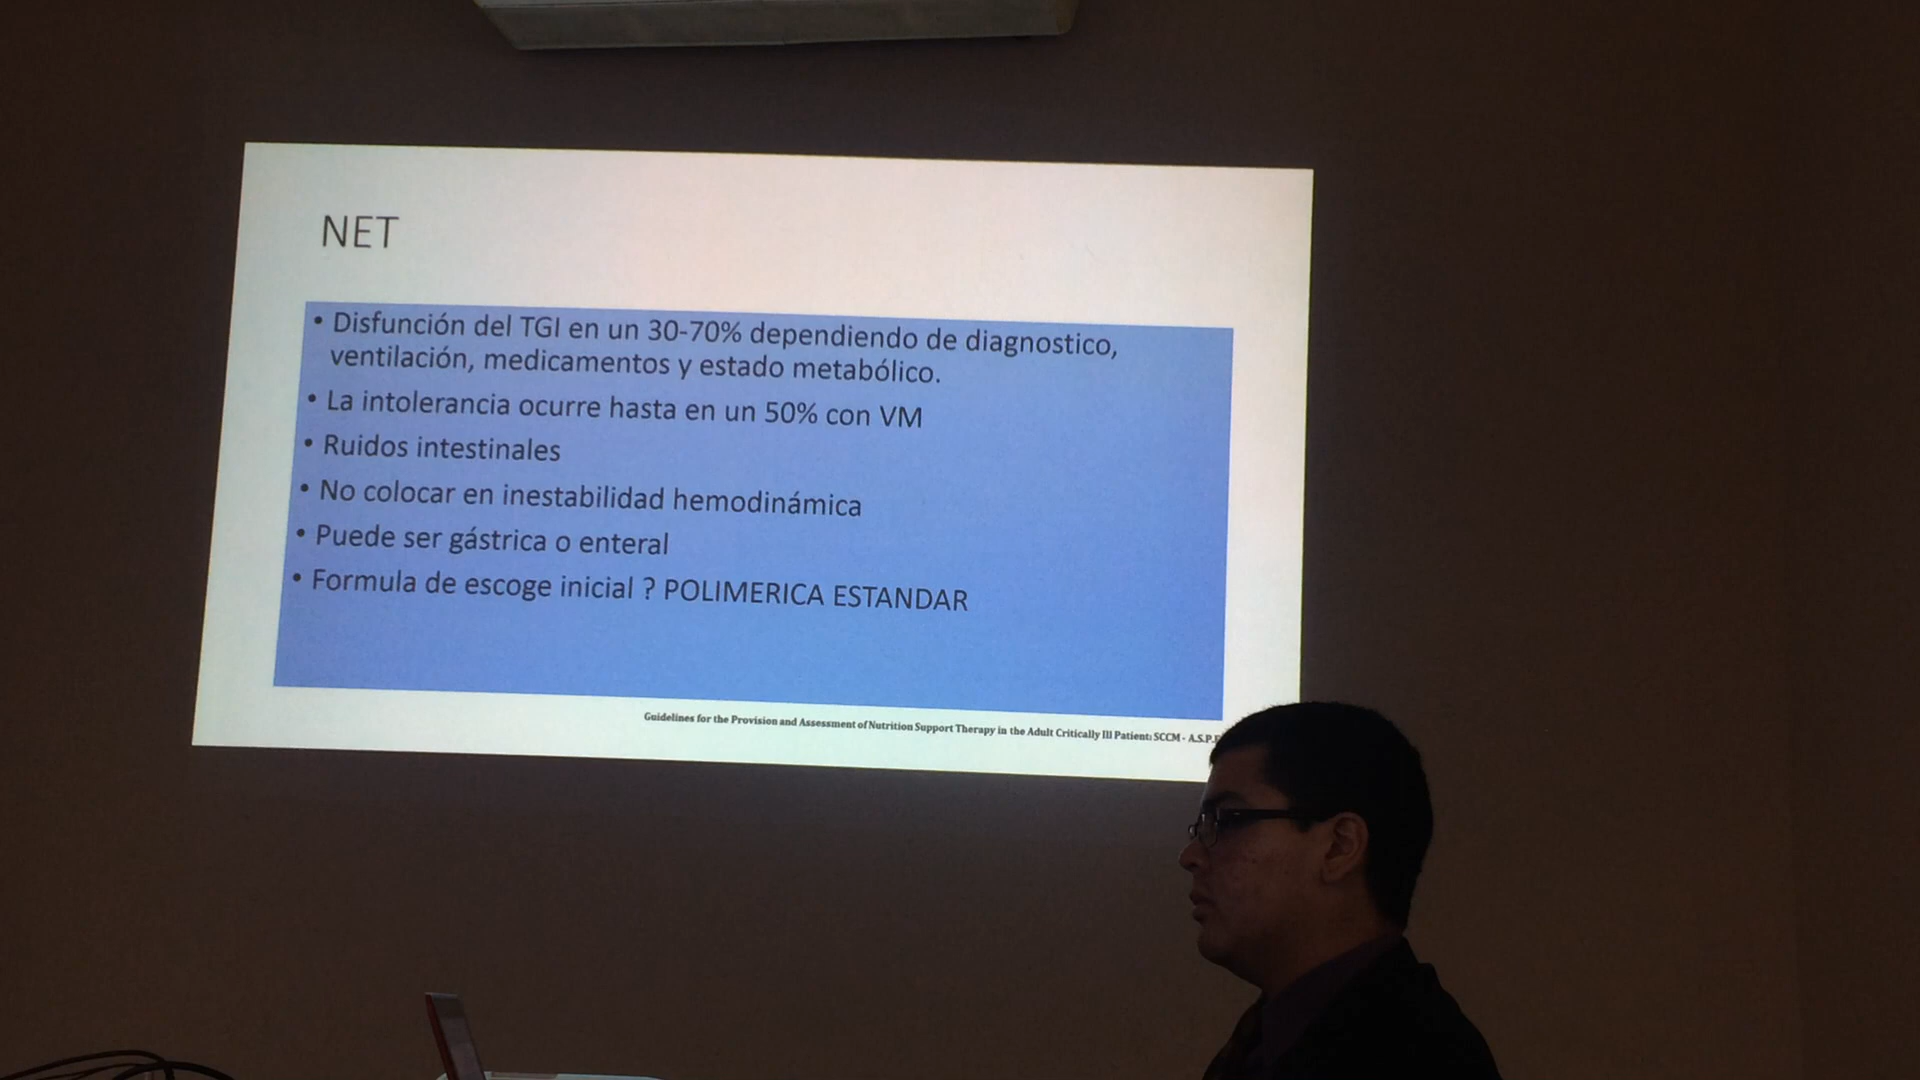 NET
• Disfunción del TGI en un 30-70% dependiendo de diagnostico,
ventilación, medicamentos y estado metabólico.
• La intolerancia ocurre hasta en un 50% con VM
• Ruidos intestinales
• No colocar en inestabilidad hemodinámica
• Puede ser gástrica o enteral
• Formula de escoge inicial ? POLIMERICA ESTANDAR
Guidelines for the Provision and Assessment of Nutrition Support Therapy in the Adult Critically Ill Patient: SCCM -